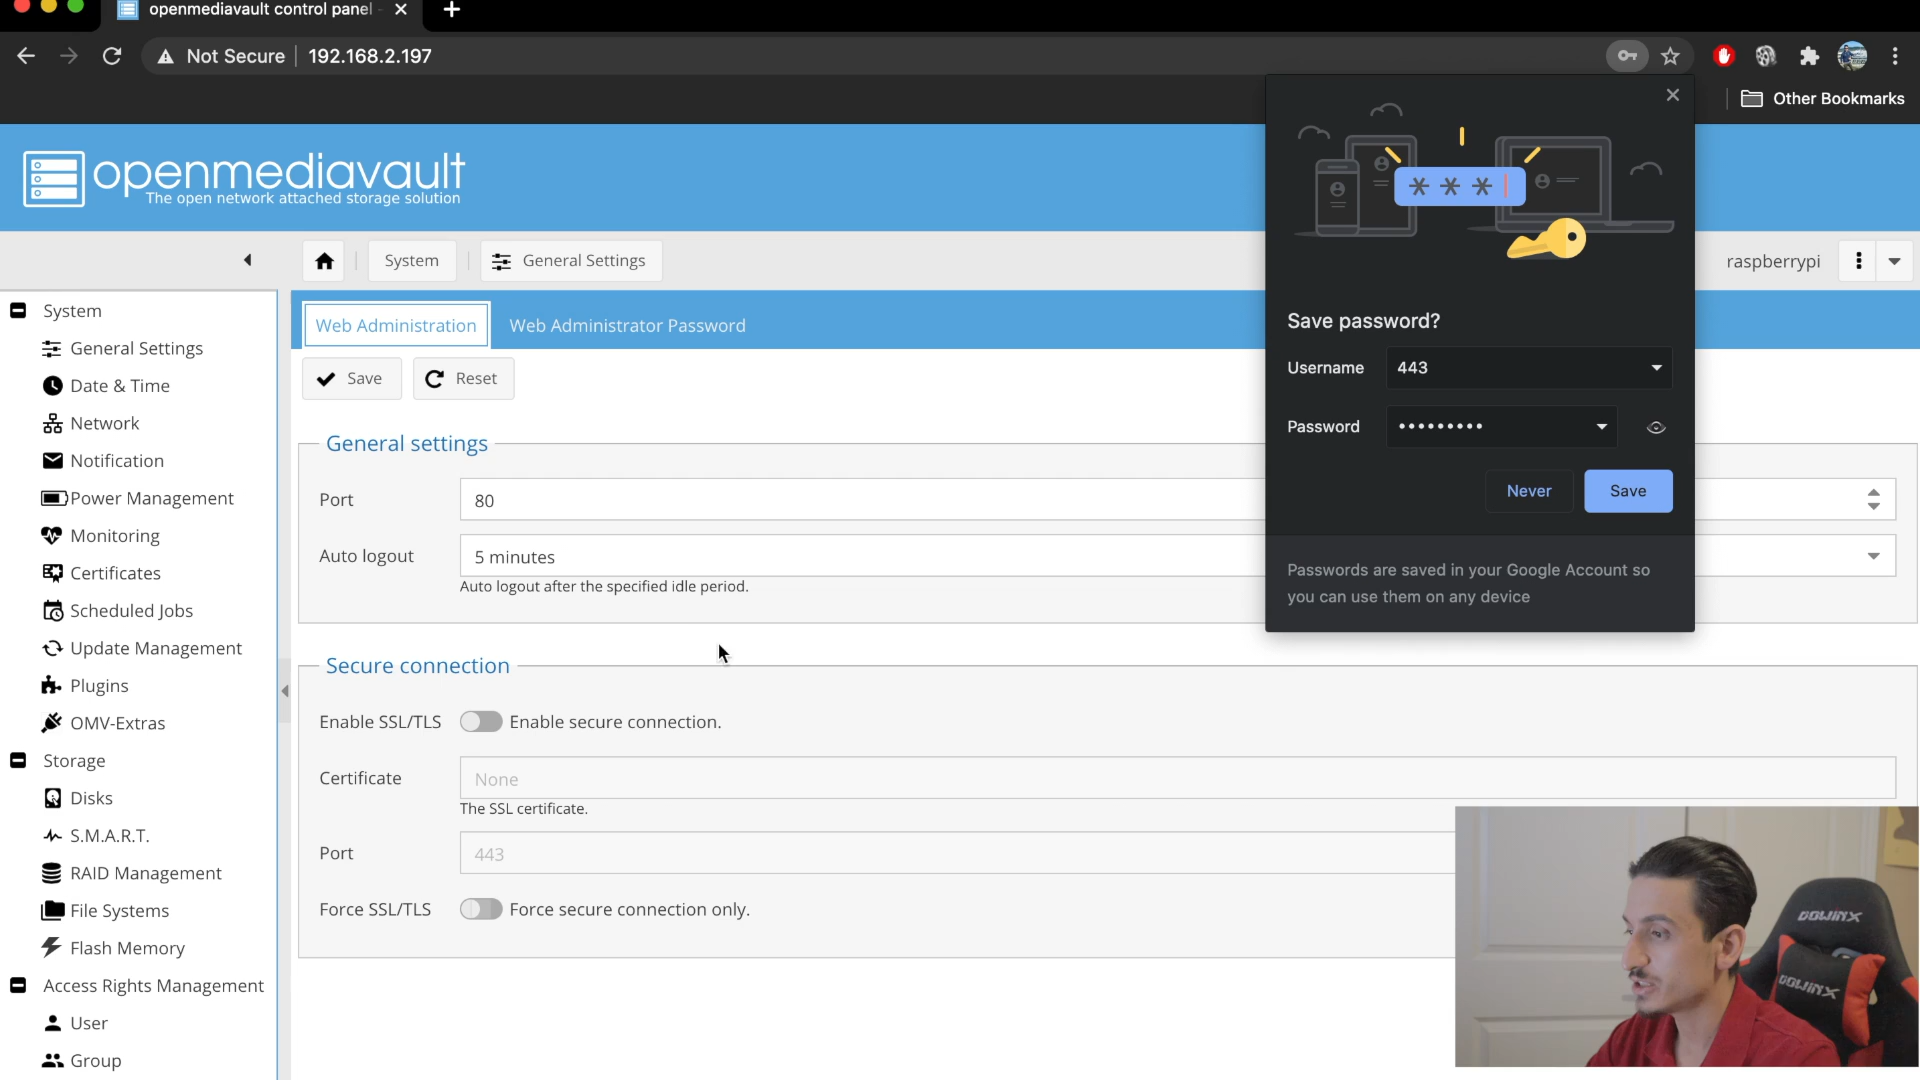 openmediavault control panel -
Not Secure
192.168.2.197
Other Bookmarks
openmediavault
The open network attached storage solution
System
General Settings
raspberrypi
System
General Settings
Date & Time
Network
Notification
Power Management
Monitoring
Certificates
Scheduled Jobs
Update Management
Plugins
OMV-Extras
Storage
Disks
S.M.A.R.T.
RAID Management
File Systems
Flash Memory
Access Rights Management
User
Group
Web Administration
Web Administrator Password
Save
Reset
General settings
Port
80
Auto logout
5 minutes
Auto logout after the specified idle period.
Secure connection
Enable SSL/TLS
Enable secure connection.
Certificate
None
The SSL certificate.
Port
443
Force SSL/TLS
Force secure connection only.
* * *
Save password?
Username
443
Password
•••••••••
Never
Save
Passwords are saved in your Google Account so
you can use them on any device
GOWINX
GOWINX